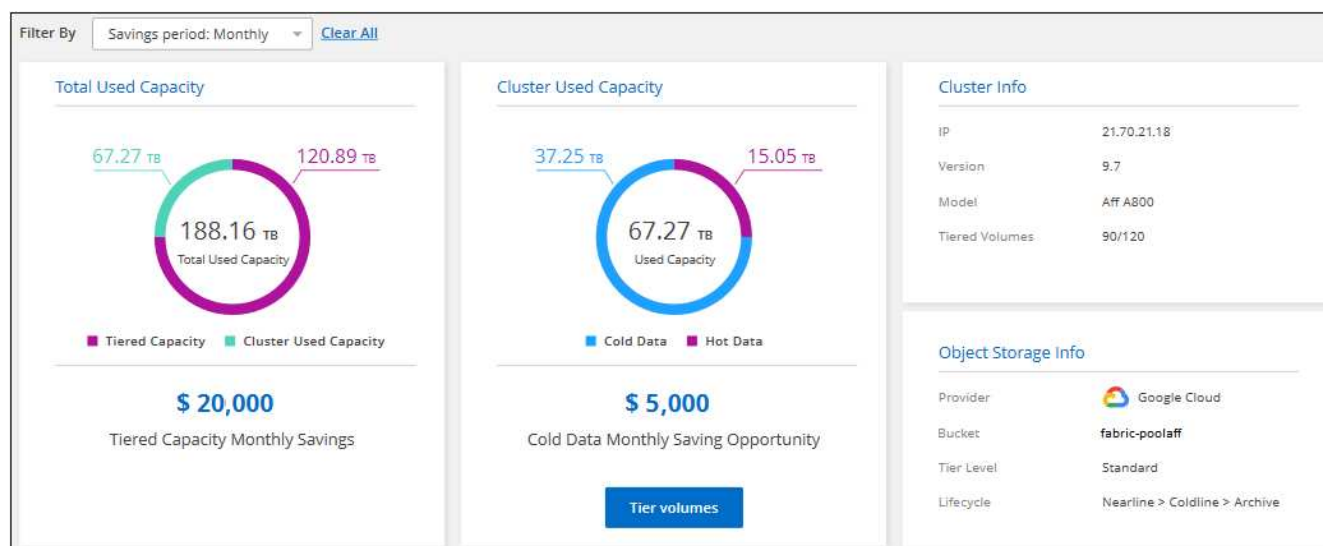 Filter By Savings period: Monthly Clear All
Total Used Capacity
67.27 TB 120.89 TB
188.16 TB
Total Used Capacity
Tiered Capacity Cluster Used Capacity
$ 20,000
Tiered Capacity Monthly Savings
Cluster Used Capacity
37.25 TB 15.05 TB
67.27 TB
Used Capacity
Cold Data Hot Data
$ 5,000
Cold Data Monthly Saving Opportunity
Tier volumes
Cluster Info
IP 21.70.21.18
Version 9.7
Model Aff A800
Tiered Volumes 90/120
Object Storage Info
Provider Google Cloud
Bucket fabric-poolaff
Tier Level Standard
Lifecycle Nearline > Coldline > Archive